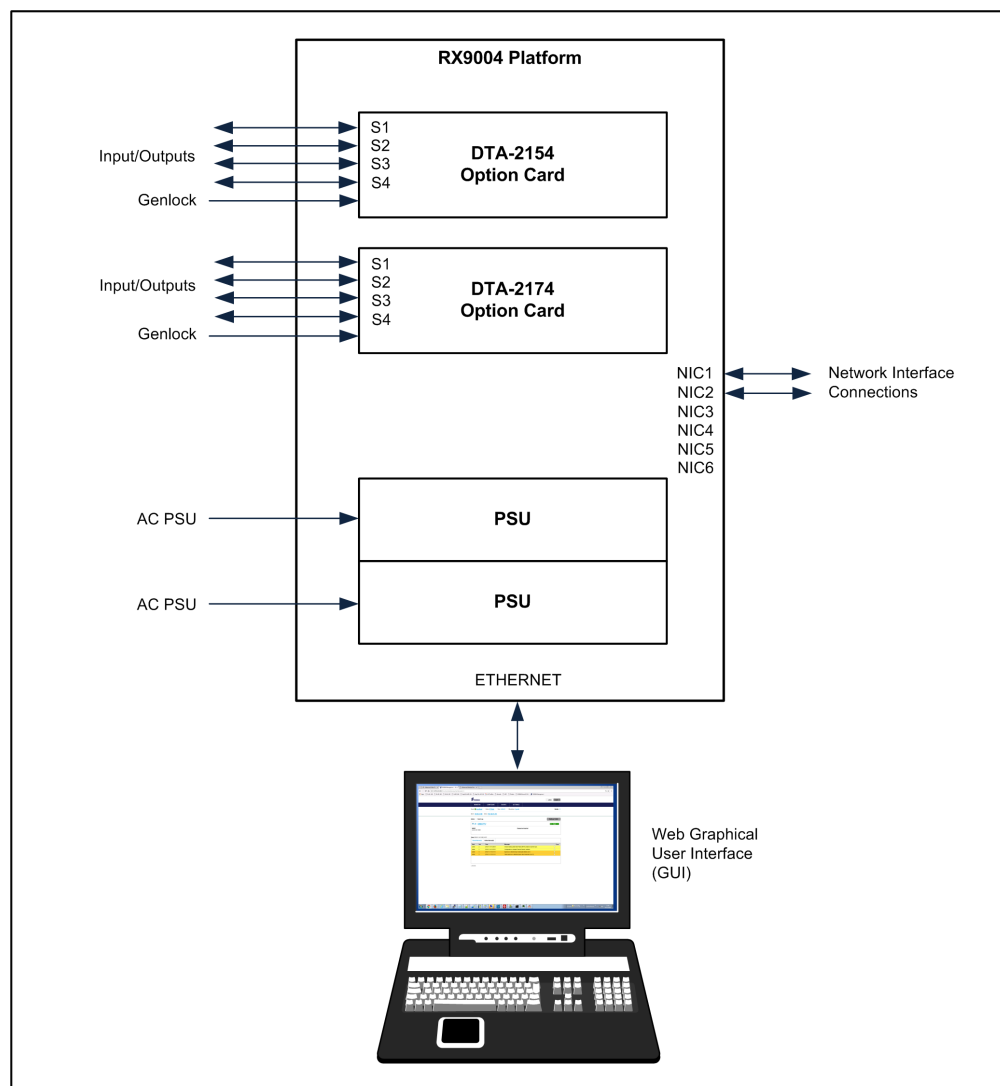 RX9004 Platform
Input/Outputs
Genlock
S1
S2
S3
S4
DTA-2154
Option Card
Input/Outputs
Genlock
S1
S2
S3
S4
DTA-2174
Option Card
NIC1
NIC2
NIC3
NIC4
NIC5
NIC6
Network Interface
Connections
AC PSU
PSU
AC PSU
PSU
ETHERNET
Web Graphical
User Interface
(GUI)